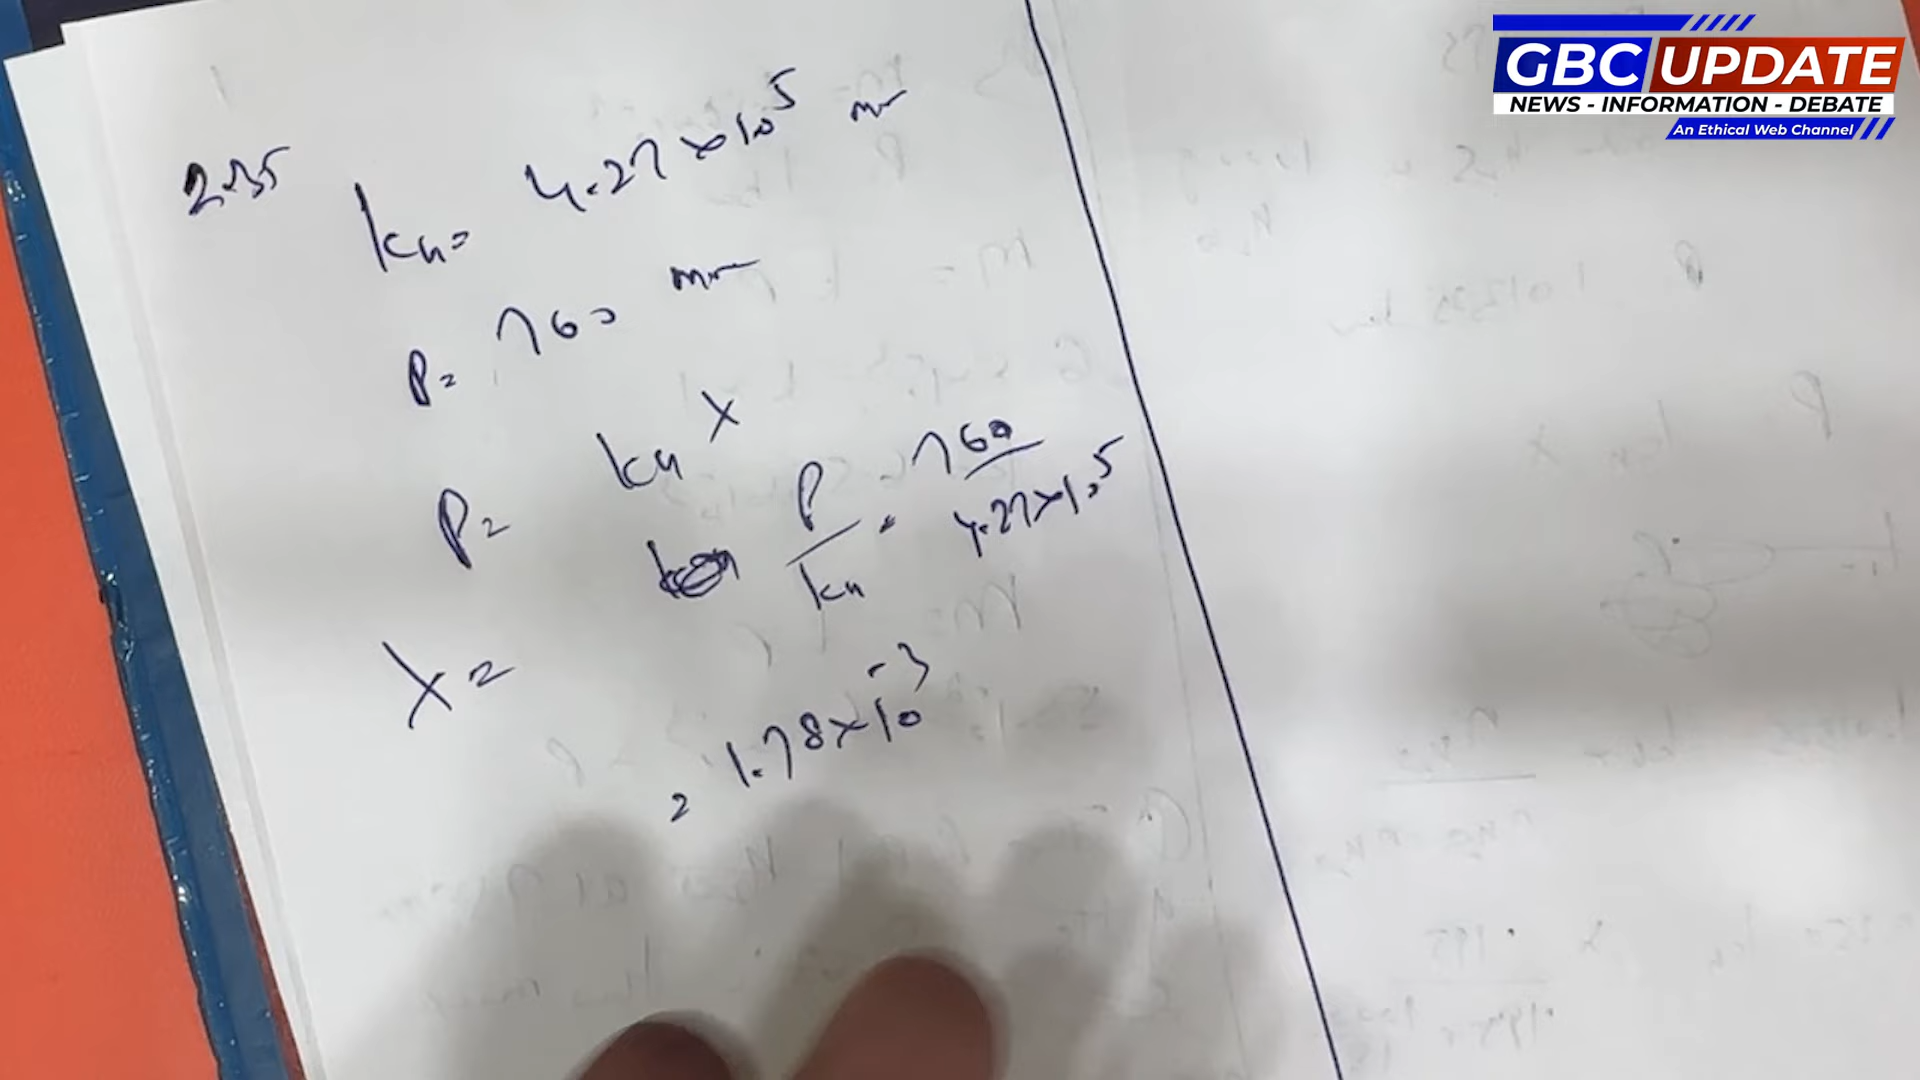 GBC UPDATE
NEWS - INFORMATION - DEBATE
An Ethical Web Channel
2.35
KH = 4.27 × 10^5 mm
P = 760 mm
P = KH X
X = P/KH = 760/4.27×10^5
= 1.78×10^-3